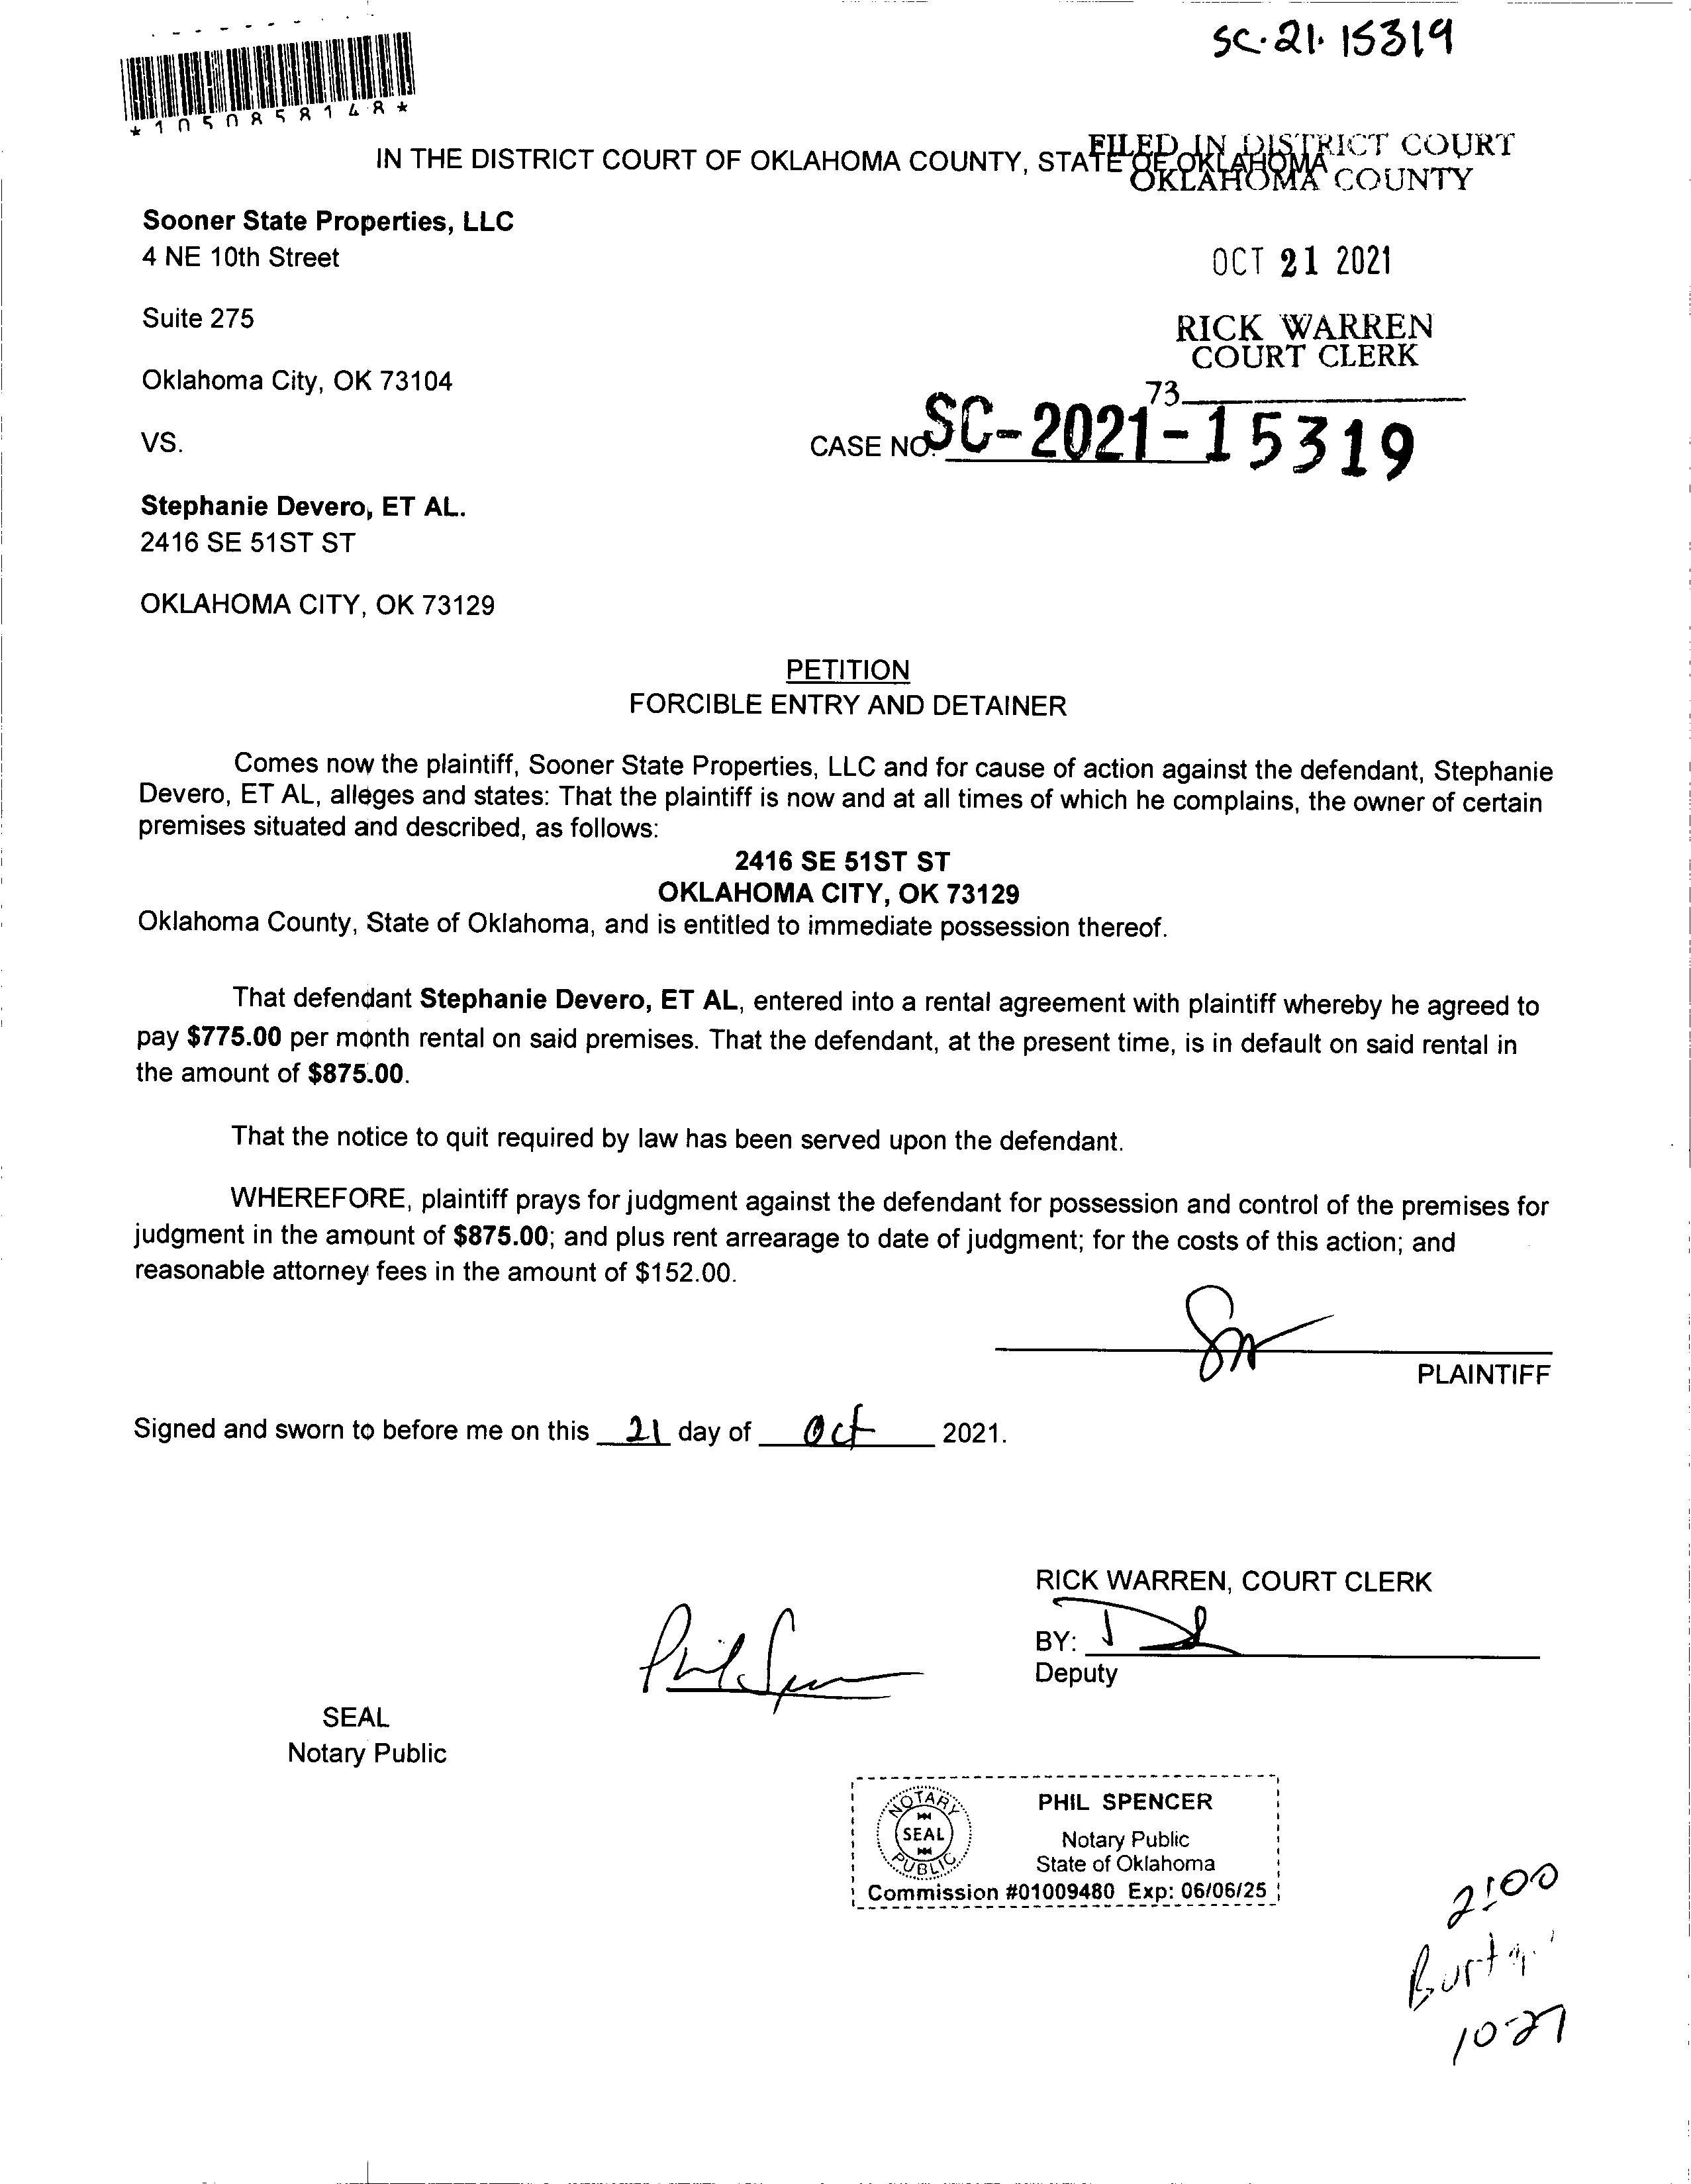 SC-21-15319
*1050858148*
IN THE DISTRICT COURT OF OKLAHOMA COUNTY, STATE OF OKLAHOMA
FILED IN DISTRICT COURT
OKLAHOMA COUNTY
Sooner State Properties, LLC
4 NE 10th Street
OCT 21 2021
Suite 275
RICK WARREN
COURT CLERK
Oklahoma City, OK 73104
73
VS.
CASE NO. SC-2021-15319
Stephanie Devero, ET AL.
2416 SE 51ST ST
OKLAHOMA CITY, OK 73129
PETITION
FORCIBLE ENTRY AND DETAINER
Comes now the plaintiff, Sooner State Properties, LLC and for cause of action against the defendant, Stephanie
Devero, ET AL, alleges and states: That the plaintiff is now and at all times of which he complains, the owner of certain
premises situated and described, as follows:
2416 SE 51ST ST
OKLAHOMA CITY, OK 73129
Oklahoma County, State of Oklahoma, and is entitled to immediate possession thereof.
That defendant Stephanie Devero, ET AL, entered into a rental agreement with plaintiff whereby he agreed to
pay $775.00 per month rental on said premises. That the defendant, at the present time, is in default on said rental in
the amount of $875.00.
That the notice to quit required by law has been served upon the defendant.
WHEREFORE, plaintiff prays for judgment against the defendant for possession and control of the premises for
judgment in the amount of $875.00; and plus rent arrearage to date of judgment; for the costs of this action; and
reasonable attorney fees in the amount of $152.00.
PLAINTIFF
Signed and sworn to before me on this 21 day of Oct 2021.
RICK WARREN, COURT CLERK
BY:
Deputy
Phil Spencer
SEAL
Notary Public
NOTARY PUBLIC
SEAL
PHIL SPENCER
Notary Public
State of Oklahoma
Commission #01009480 Exp: 06/06/25
2:00
10-27